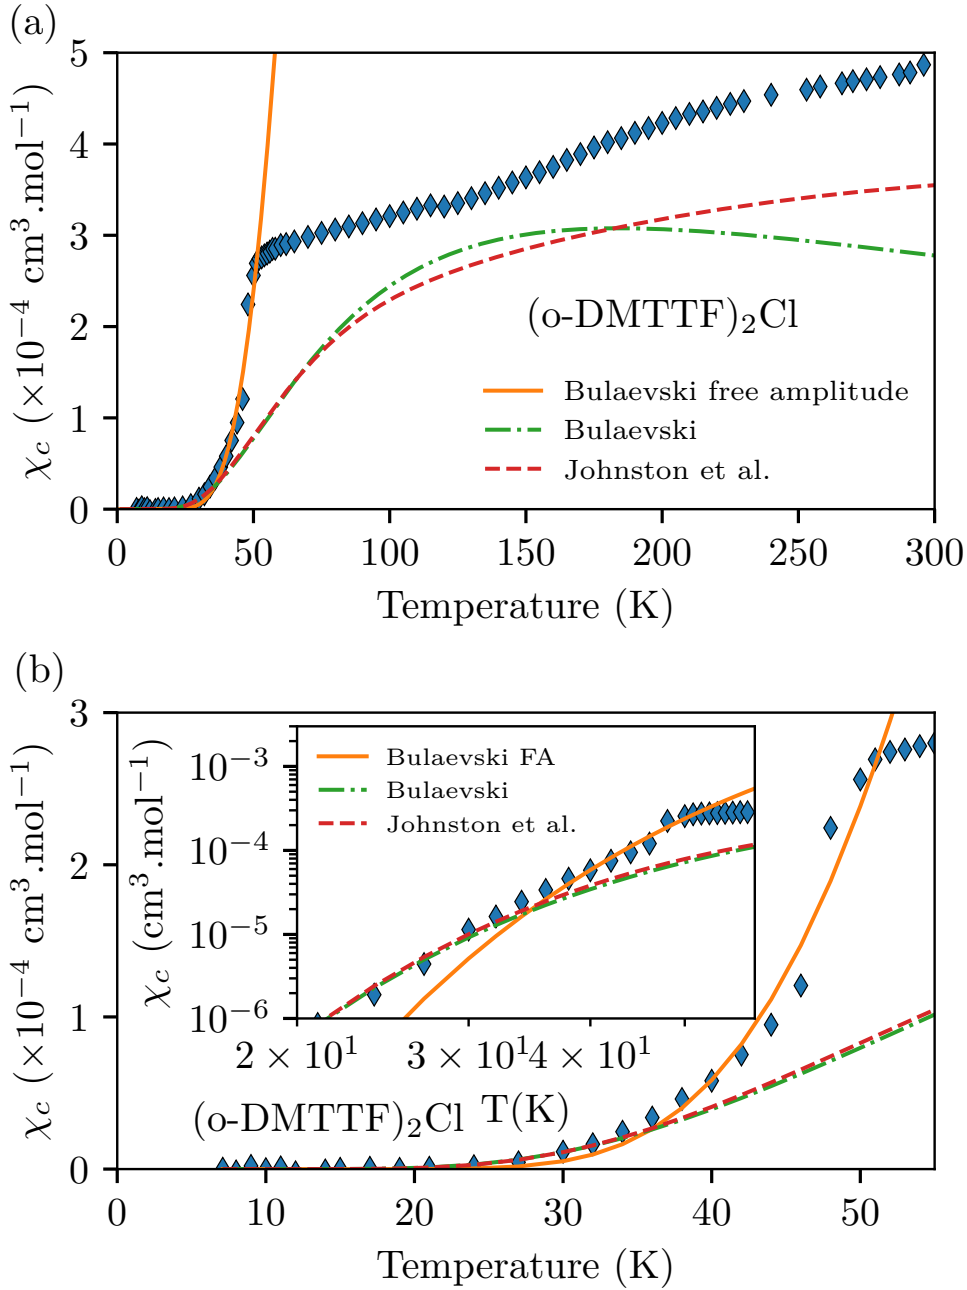 (a)
χc (×10⁻⁴ cm³.mol⁻¹)
5
4
3
2
1
0
(o-DMTTF)₂Cl
Bulaevski free amplitude
Bulaevski
Johnston et al.
0 50 100 150 200 250 300
Temperature (K)
(b)
χc (×10⁻⁴ cm³.mol⁻¹)
3
2
1
0
χc (cm³.mol⁻¹)
10⁻³
10⁻⁴
10⁻⁵
10⁻⁶
Bulaevski FA
Bulaevski
Johnston et al.
2 × 10¹ 3 × 10¹ 4 × 10¹
T(K)
(o-DMTTF)₂Cl
0 10 20 30 40 50
Temperature (K)